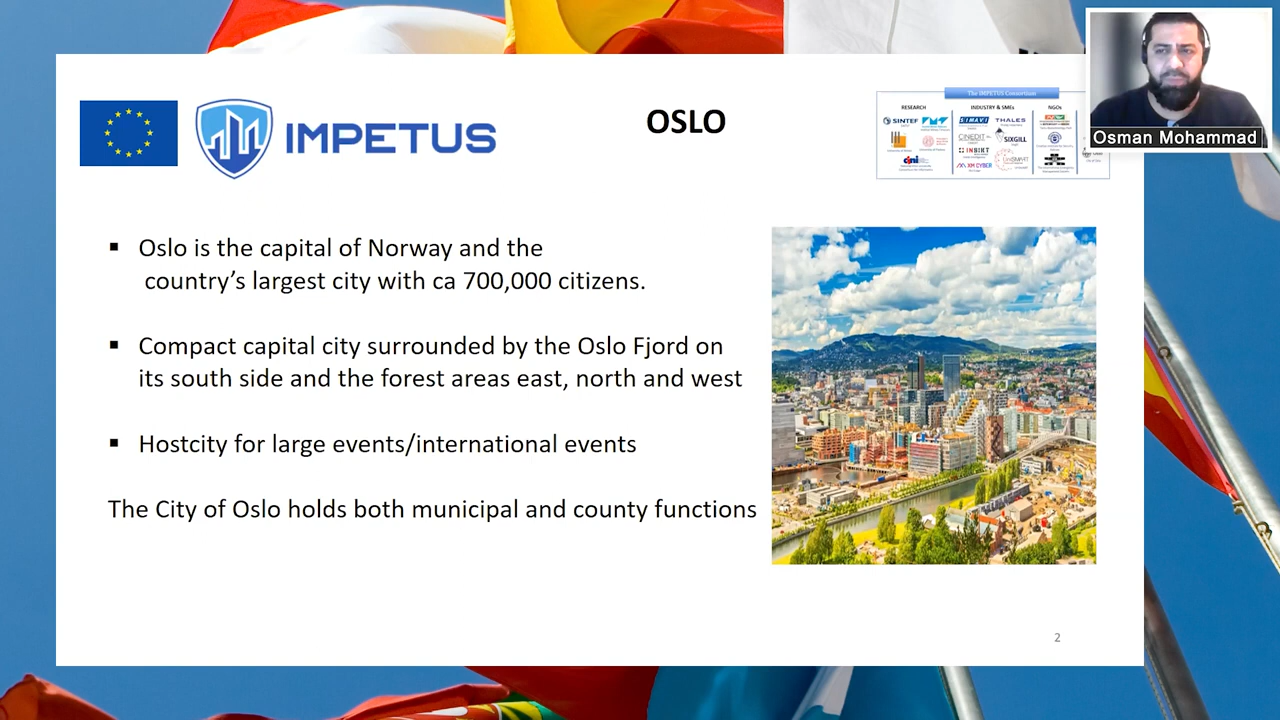 IMPETUS
OSLO
The IMPETUS Consortium
RESEARCH
INDUSTRY & SMEs
NGOs
SINTEF
SIMAVI
THALES
CINEDIT
SIXGILL
INSIKT
XM CYBER
cini
Osman Mohammad
▪ Oslo is the capital of Norway and the
country’s largest city with ca 700,000 citizens.
▪ Compact capital city surrounded by the Oslo Fjord on
its south side and the forest areas east, north and west
▪ Hostcity for large events/international events
The City of Oslo holds both municipal and county functions
2